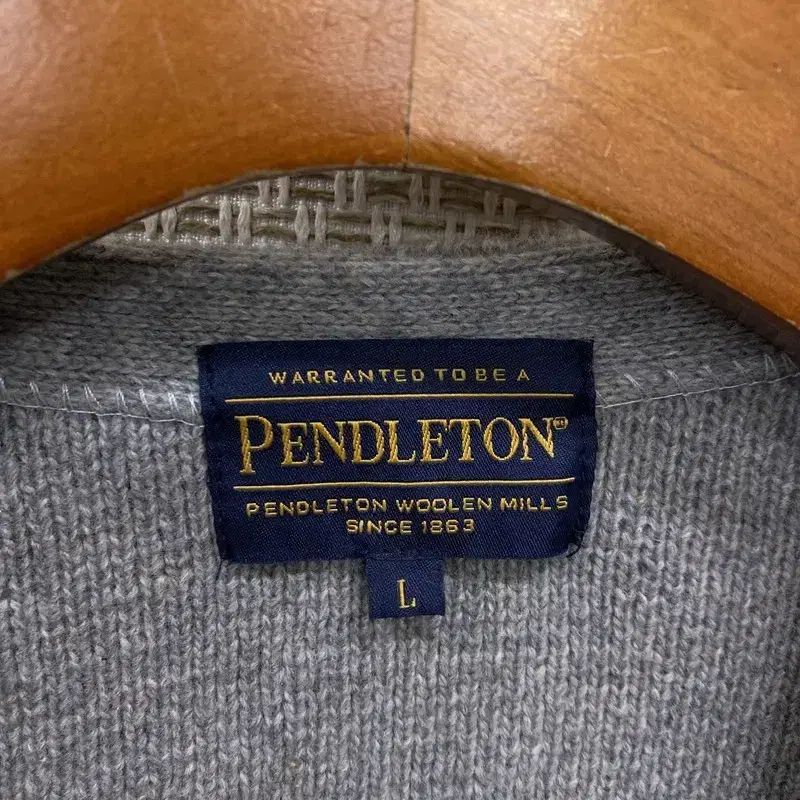 WARRANTED TO BE A
PENDLETON®
PENDLETON WOOLEN MILLS
SINCE 1863
L